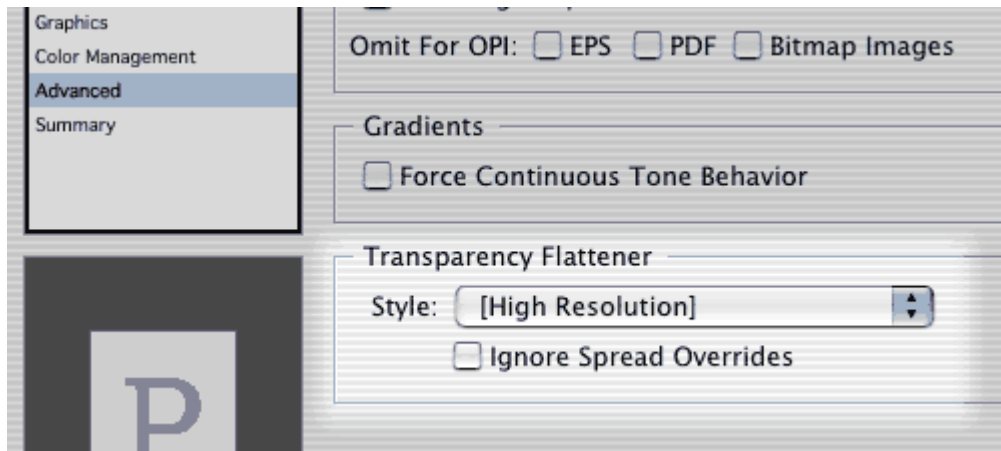 Graphics
Color Management
Advanced
Summary
Omit For OPI: EPS PDF Bitmap Images
Gradients
Force Continuous Tone Behavior
Transparency Flattener
Style: [High Resolution]
Ignore Spread Overrides
P